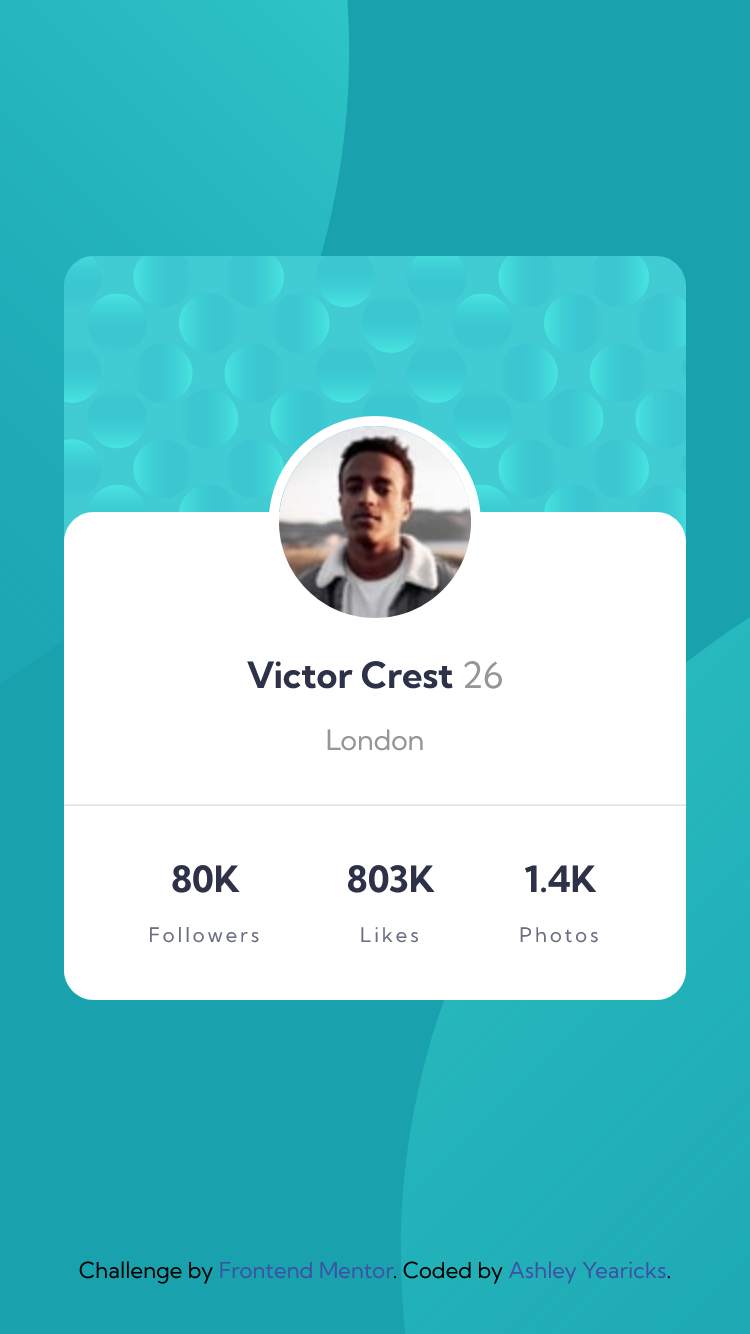 Victor Crest 26
London
80K 803K 1.4K
Followers Likes Photos
Challenge by Frontend Mentor. Coded by Ashley Yearicks.